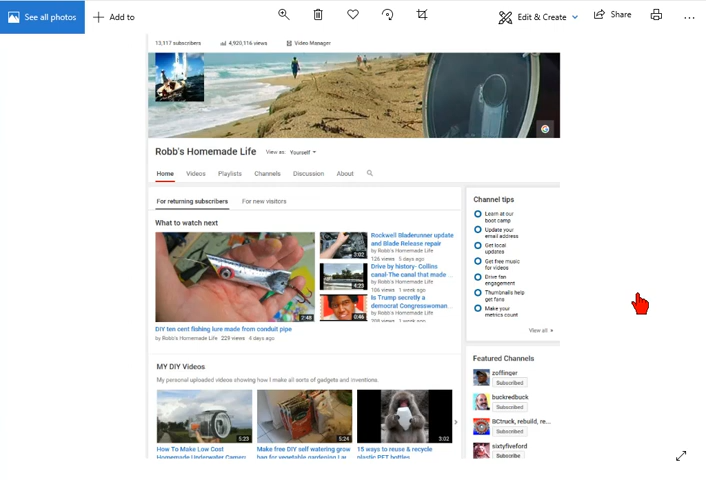 See all photos
Add to
Edit & Create
Share
13,117 subscribers
4,920,116 views
Video Manager
Robb's Homemade Life
View as: Yourself
Home Videos Playlists Channels Discussion About
For returning subscribers
For new visitors
What to watch next
2:48
DIY ten cent fishing lure made from conduit pipe
by Robb's Homemade Life 229 views 4 days ago
3:02
Rockwell Bladerunner update
and Blade Release repair
by Robb's Homemade Life
126 views 5 days ago
4:23
Drive by history- Collins
canal-The canal that made ...
by Robb's Homemade Life
106 views 1 week ago
0:46
Is Trump secretly a
democrat Congresswoman...
by Robb's Homemade Life
views 1 week ago
MY DIY Videos
My personal uploaded videos showing how I make all sorts of gadgets and inventions.
5:23
How To Make Low Cost
Homemade Underwater Camera
5:24
Make free DIY self watering grow
bag for vegetable gardening
3:02
15 ways to reuse & recycle
plastic PET bottles
Channel tips
Learn at our
boot camp
Update your
email address
Get local
updates
Get free music
for videos
Drive fan
engagement
Thumbnails help
get fans
Make your
metrics count
View all
Featured Channels
zoffinger
Subscribed
buckredbuck
Subscribed
BCtruck, rebuild, re...
Subscribed
sixtyfiveford
Subscribe